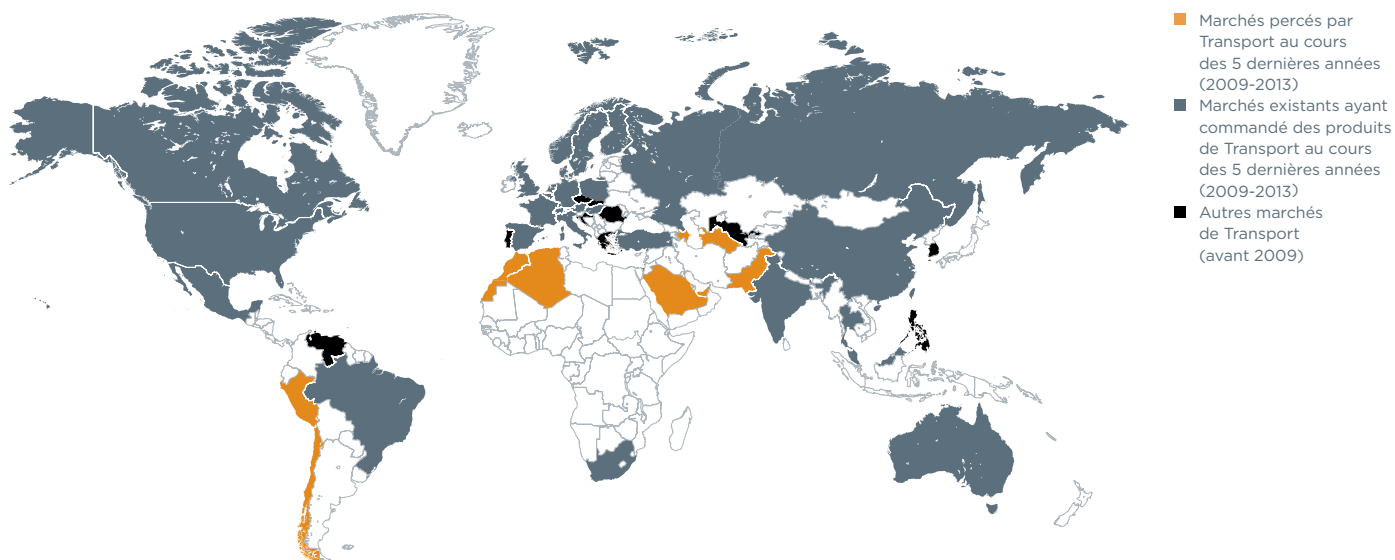 Marchés percés par
Transport au cours
des 5 dernières années
(2009-2013)
Marchés existants ayant
commandé des produits
de Transport au cours
des 5 dernières années
(2009-2013)
Autres marchés
de Transport
(avant 2009)